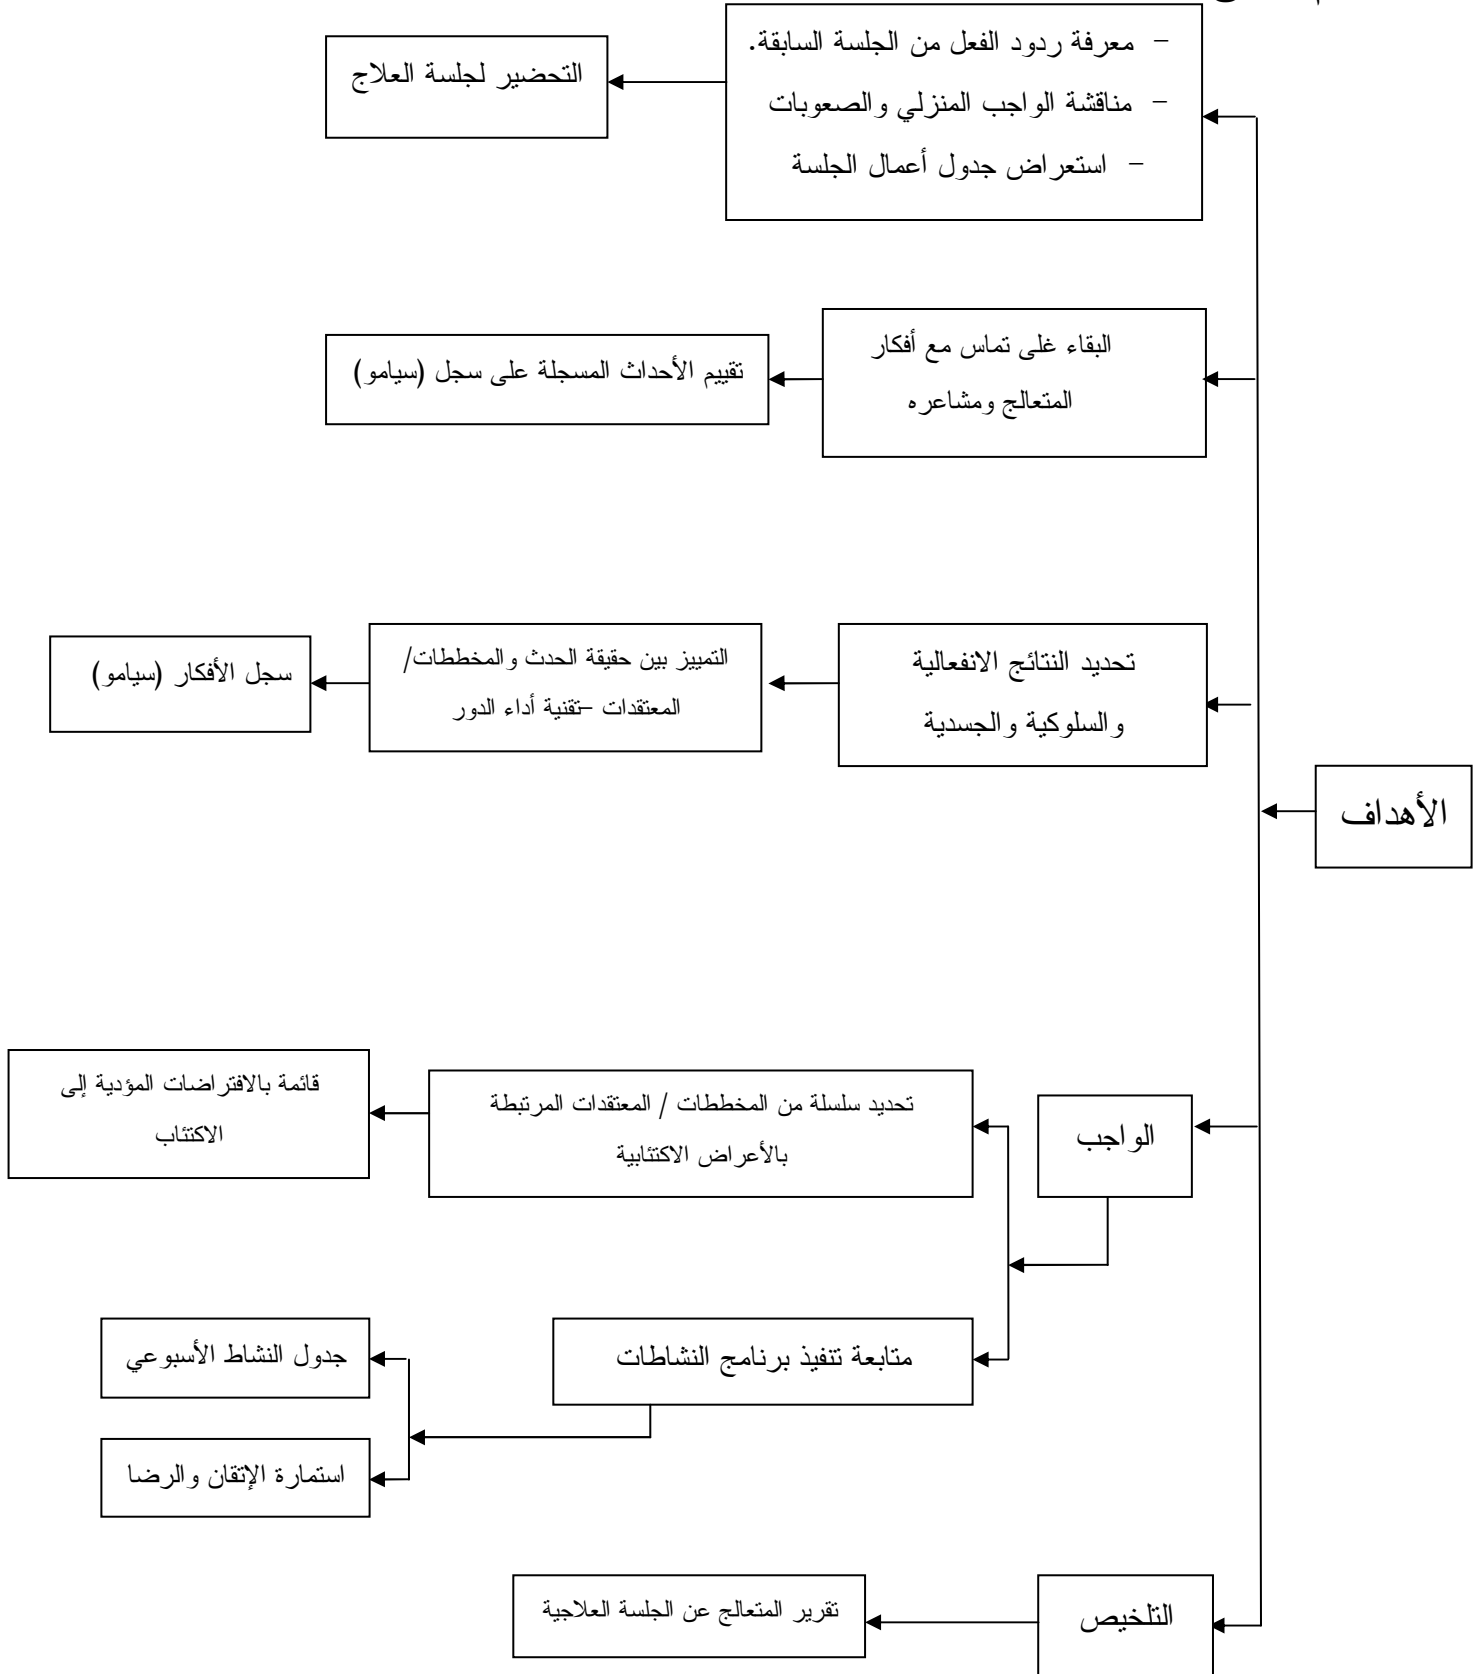 - معرفة ردود الفعل من الجلسة السابقة.
- مناقشة الواجب المنزلي والصعوبات
- استعراض جدول أعمال الجلسة
التحضير لجلسة العلاج
البقاء غلى تماس مع أفكار
المتعالج ومشاعره
تقييم الأحداث المسجلة على سجل (سيامو)
تحديد النتائج الانفعالية
والسلوكية والجسدية
التمييز بين حقيقة الحدث والمخططات/
المعتقدات –تقنية أداء الدور
سجل الأفكار (سيامو)
الأهداف
الواجب
تحديد سلسلة من المخططات / المعتقدات المرتبطة
بالأعراض الاكتئابية
قائمة بالافتراضات المؤدية إلى
الاكتئاب
متابعة تنفيذ برنامج النشاطات
جدول النشاط الأسبوعي
استمارة الإتقان والرضا
التلخيص
تقرير المتعالج عن الجلسة العلاجية